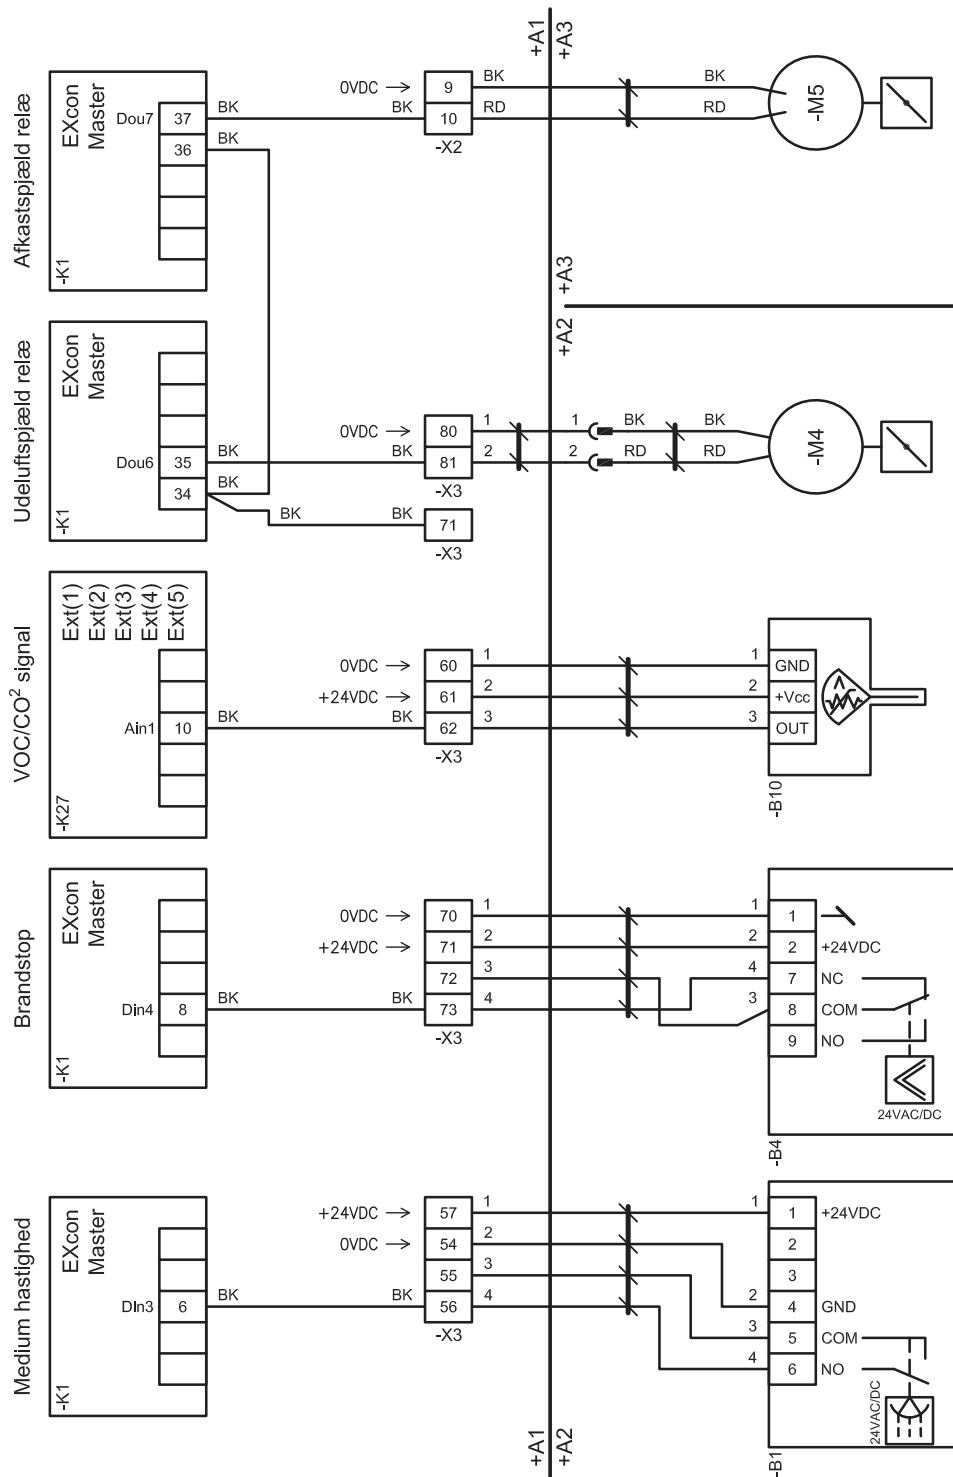 Afkastspjæld relæ
EXcon
Master
-K1
Dou7
37
36
BK
BK
BK
0VDC
9
10
-X2
BK
RD
+A1
+A3
BK
RD
-M5
Udeluftspjæld relæ
EXcon
Master
-K1
Dou6
35
34
BK
BK
BK
BK
BK
0VDC
80
81
-X3
71
-X3
1
2
+A3
+A2
1
2
BK
RD
BK
RD
-M4
VOC/CO² signal
Ext(1)
Ext(2)
Ext(3)
Ext(4)
Ext(5)
-K27
Ain1
10
BK
BK
0VDC
+24VDC
60
61
62
-X3
1
2
3
1
2
3
GND
+Vcc
OUT
-B10
Brandstop
EXcon
Master
-K1
Din4
8
BK
BK
0VDC
+24VDC
70
71
72
73
-X3
1
2
3
4
1
2
4
3
1
2
7
8
9
+24VDC
NC
COM
NO
24VAC/DC
-B4
Medium hastighed
EXcon
Master
-K1
DIn3
6
BK
BK
+24VDC
0VDC
57
54
55
56
-X3
1
2
3
4
+A1
+A2
1
2
3
4
1
2
3
4
5
6
+24VDC
GND
COM
NO
24VAC/DC
-B1